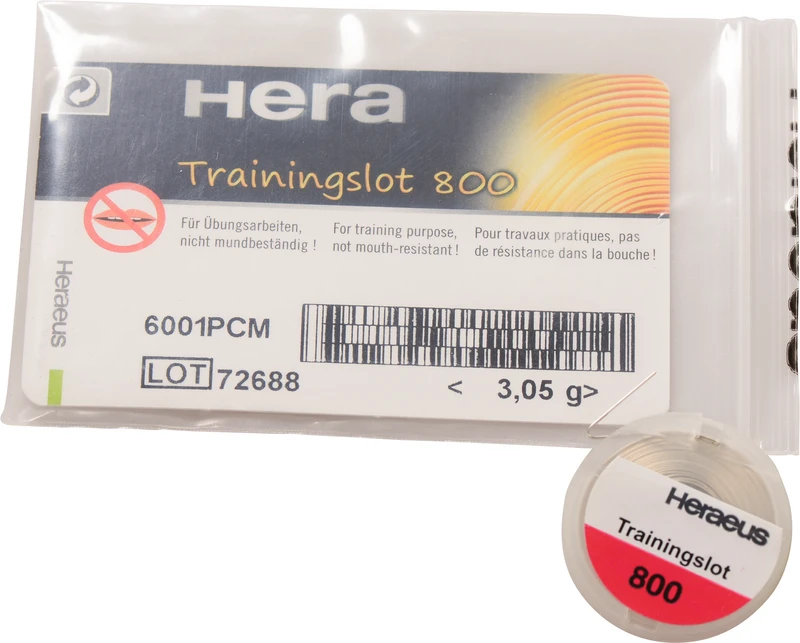 Hera
Trainingslot 800
Für Übungsarbeiten,
nicht mundbeständig !
For training purpose,
not mouth-resistant !
Pour travaux pratiques, pas
de résistance dans la bouche !
Heraeus
6001PCM
LOT 72688
< 3,05 g>
Heraeus
Trainingslot
800